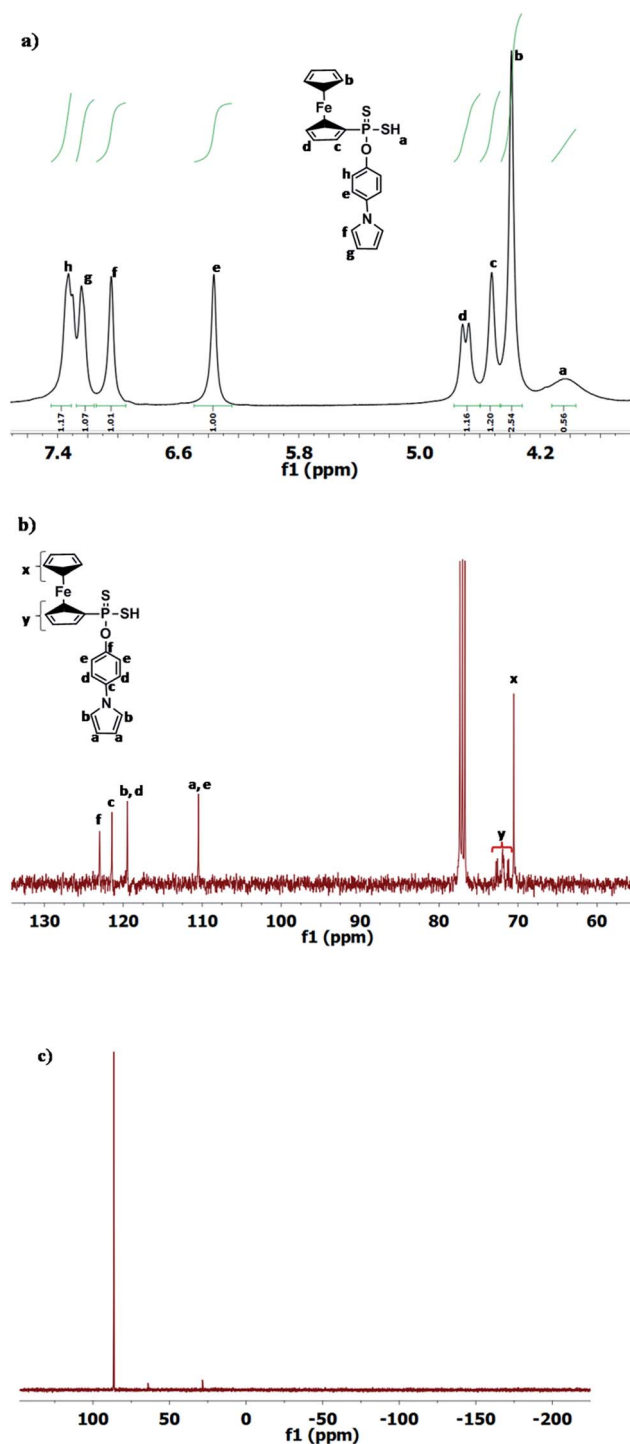 a)
b
Fe
S
P
SH
a
d
c
O
h
e
N
f
g
h
g
f
e
d
c
b
a
1.17
1.07
1.01
1.00
1.16
1.20
2.54
0.56
7.4 6.6 5.8 5.0 4.2
f1 (ppm)
b)
x
Fe
S
P
SH
y
O
f
e e
d d
c
N
b b
a a
f
c
b, d
a, e
y
x
130 120 110 100 90 80 70 60
f1 (ppm)
c)
100 50 0 -50 -100 -150 -200
f1 (ppm)